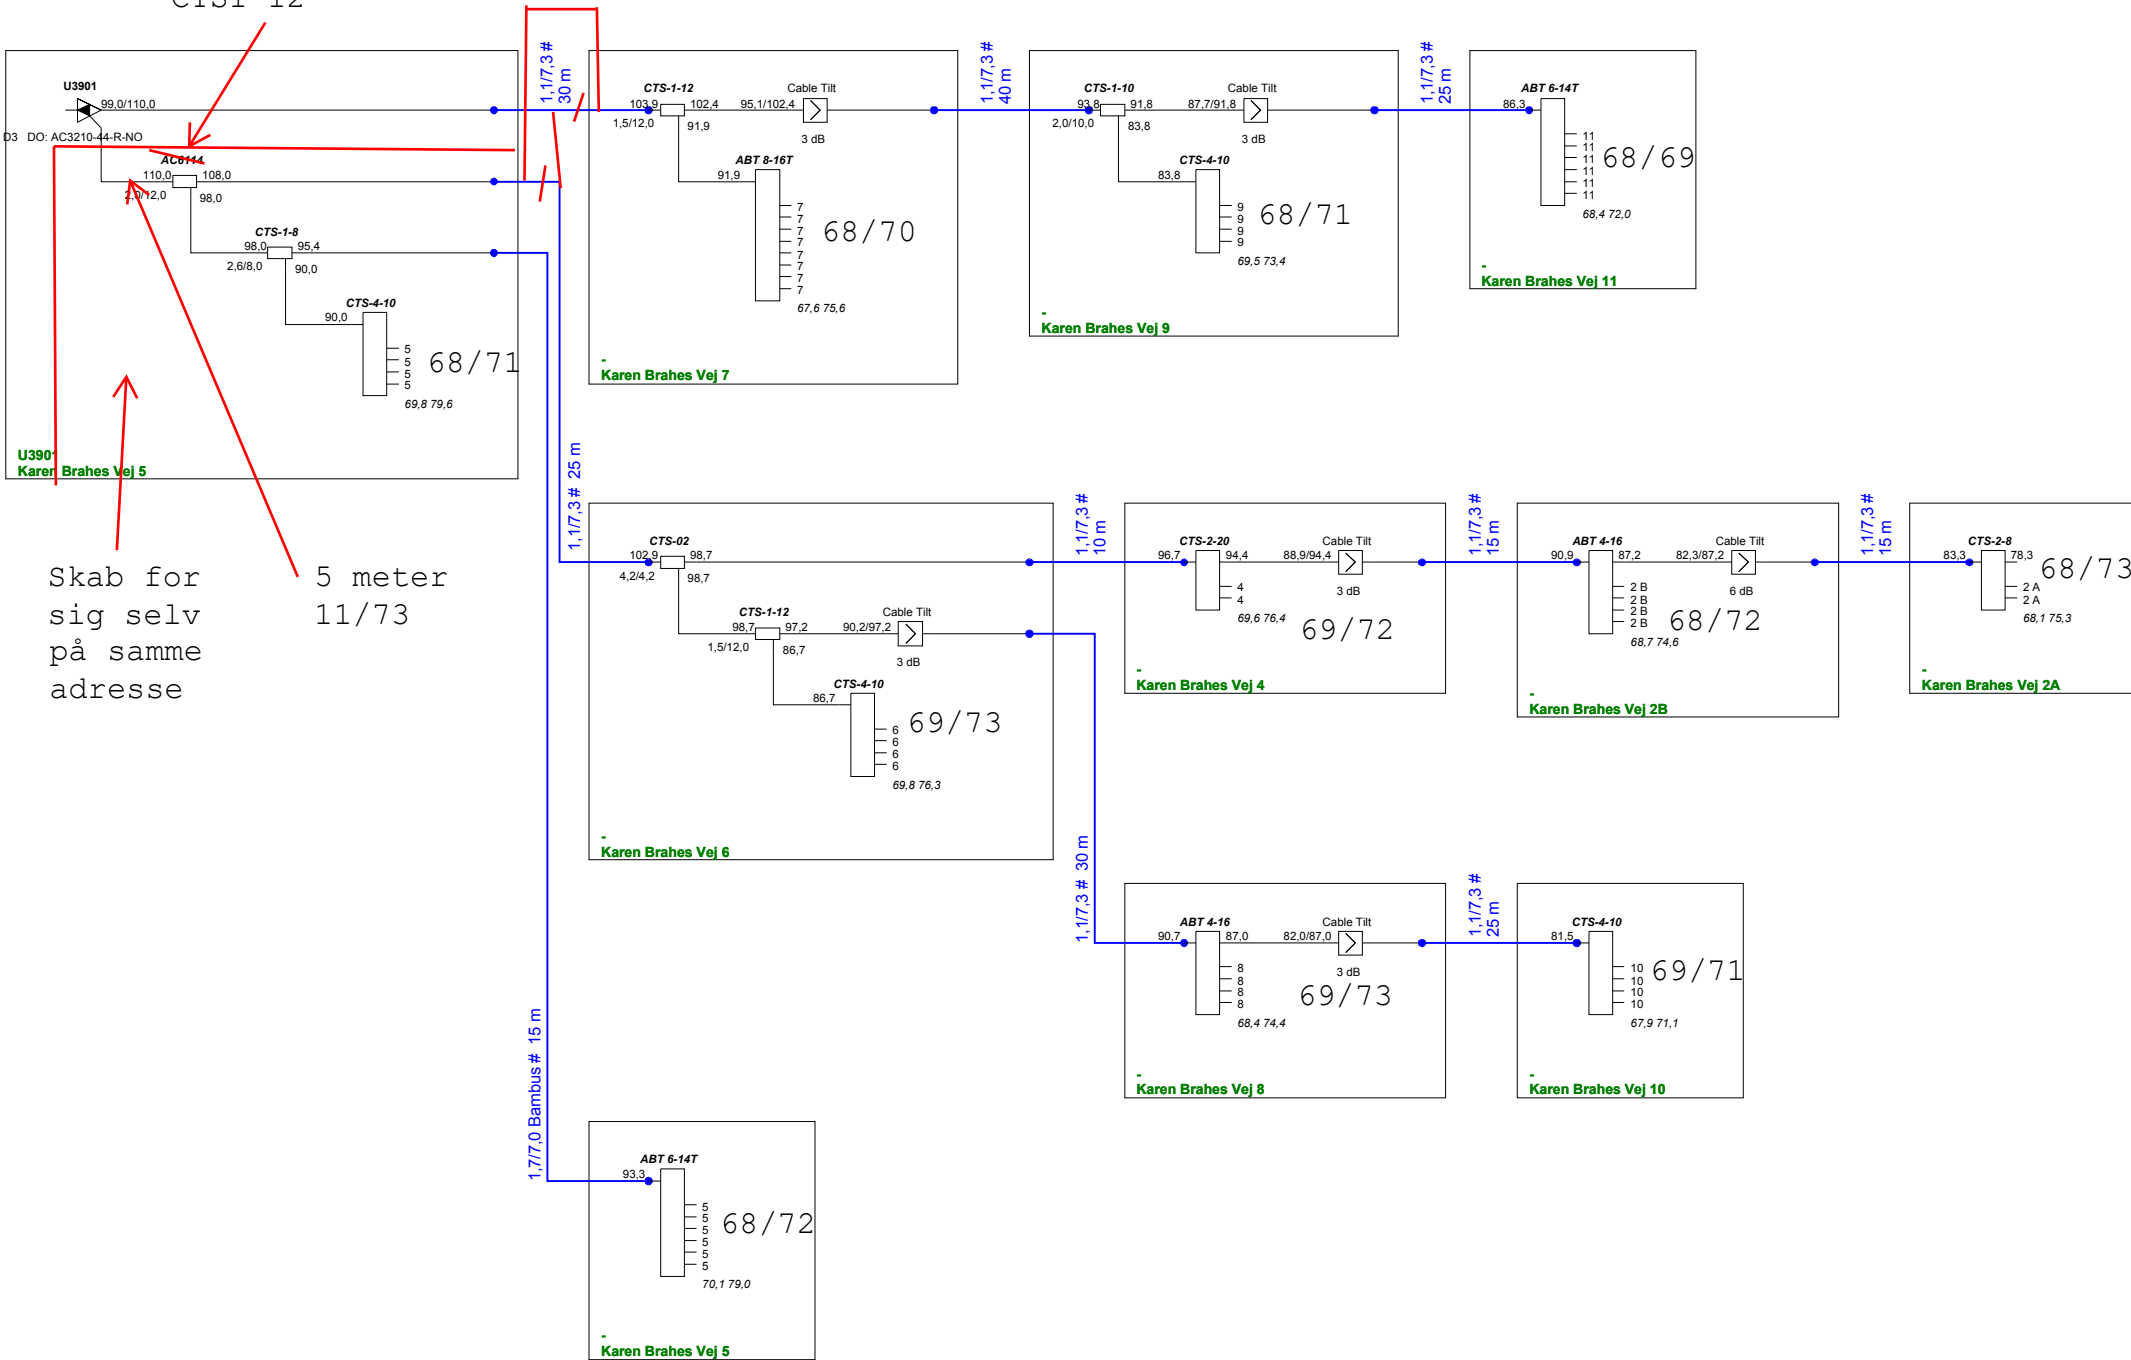 CTS1-12
U3901
99,0/110,0
D3 DO: AC3210-44-R-NO
AC6114
110,0
108,0
2,0/12,0
98,0
CTS-1-8
98,0
95,4
2,6/8,0
90,0
CTS-4-10
90,0
5
5
5
5
68/71
69,8 79,6
U3901
Karen Brahes Vej 5
Skab for
sig selv
på samme
adresse
5 meter
11/73
1,1/7,3 #
30 m
CTS-1-12
103,9
102,4
1,5/12,0
91,9
95,1/102,4
Cable Tilt
3 dB
ABT 8-16T
91,9
7
7
7
7
7
7
7
7
68/70
67,6 75,6
-
Karen Brahes Vej 7
1,1/7,3 #
40 m
CTS-1-10
93,8
91,8
2,0/10,0
83,8
87,7/91,8
Cable Tilt
3 dB
CTS-4-10
83,8
9
9
9
9
68/71
69,5 73,4
-
Karen Brahes Vej 9
1,1/7,3 #
25 m
ABT 6-14T
86,3
11
11
11
11
11
11
68/69
68,4 72,0
-
Karen Brahes Vej 11
1,1/7,3 # 25 m
CTS-02
102,9
98,7
4,2/4,2
98,7
CTS-1-12
98,7
97,2
1,5/12,0
86,7
90,2/97,2
Cable Tilt
3 dB
CTS-4-10
86,7
6
6
6
6
69/73
69,8 76,3
-
Karen Brahes Vej 6
1,1/7,3 #
10 m
CTS-2-20
96,7
94,4
88,9/94,4
Cable Tilt
3 dB
4
4
69,6 76,4
69/72
-
Karen Brahes Vej 4
1,1/7,3 #
15 m
ABT 4-16
90,9
87,2
82,3/87,2
Cable Tilt
6 dB
2 B
2 B
2 B
2 B
68/72
68,7 74,6
-
Karen Brahes Vej 2B
1,1/7,3 #
15 m
CTS-2-8
83,3
78,3
2 A
2 A
68/73
68,1 75,3
-
Karen Brahes Vej 2A
1,1/7,3 # 30 m
ABT 4-16
90,7
87,0
82,0/87,0
Cable Tilt
3 dB
8
8
8
8
69/73
68,4 74,4
-
Karen Brahes Vej 8
1,1/7,3 #
25 m
CTS-4-10
81,5
10
10
10
10
69/71
67,9 71,1
-
Karen Brahes Vej 10
1,7/7,0 Bambus # 15 m
ABT 6-14T
93,3
5
5
5
5
5
5
68/72
70,1 79,0
-
Karen Brahes Vej 5